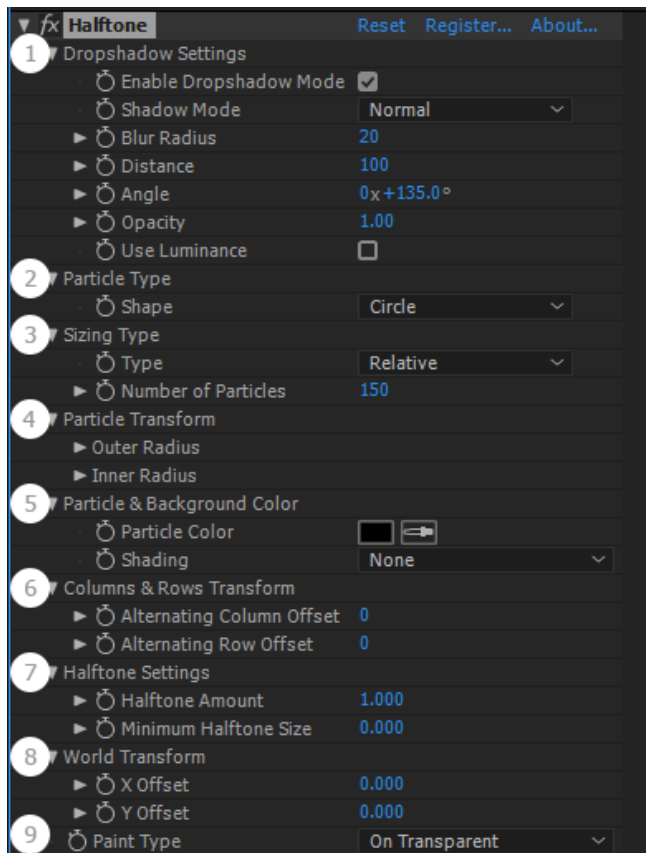 fx Halftone Reset Register... About...
1 Dropshadow Settings
Enable Dropshadow Mode
Shadow Mode Normal
Blur Radius 20
Distance 100
Angle 0x+135.0°
Opacity 1.00
Use Luminance
2 Particle Type
Shape Circle
3 Sizing Type
Type Relative
Number of Particles 150
4 Particle Transform
Outer Radius
Inner Radius
5 Particle & Background Color
Particle Color
Shading None
6 Columns & Rows Transform
Alternating Column Offset 0
Alternating Row Offset 0
7 Halftone Settings
Halftone Amount 1.000
Minimum Halftone Size 0.000
8 World Transform
X Offset 0.000
Y Offset 0.000
9 Paint Type On Transparent